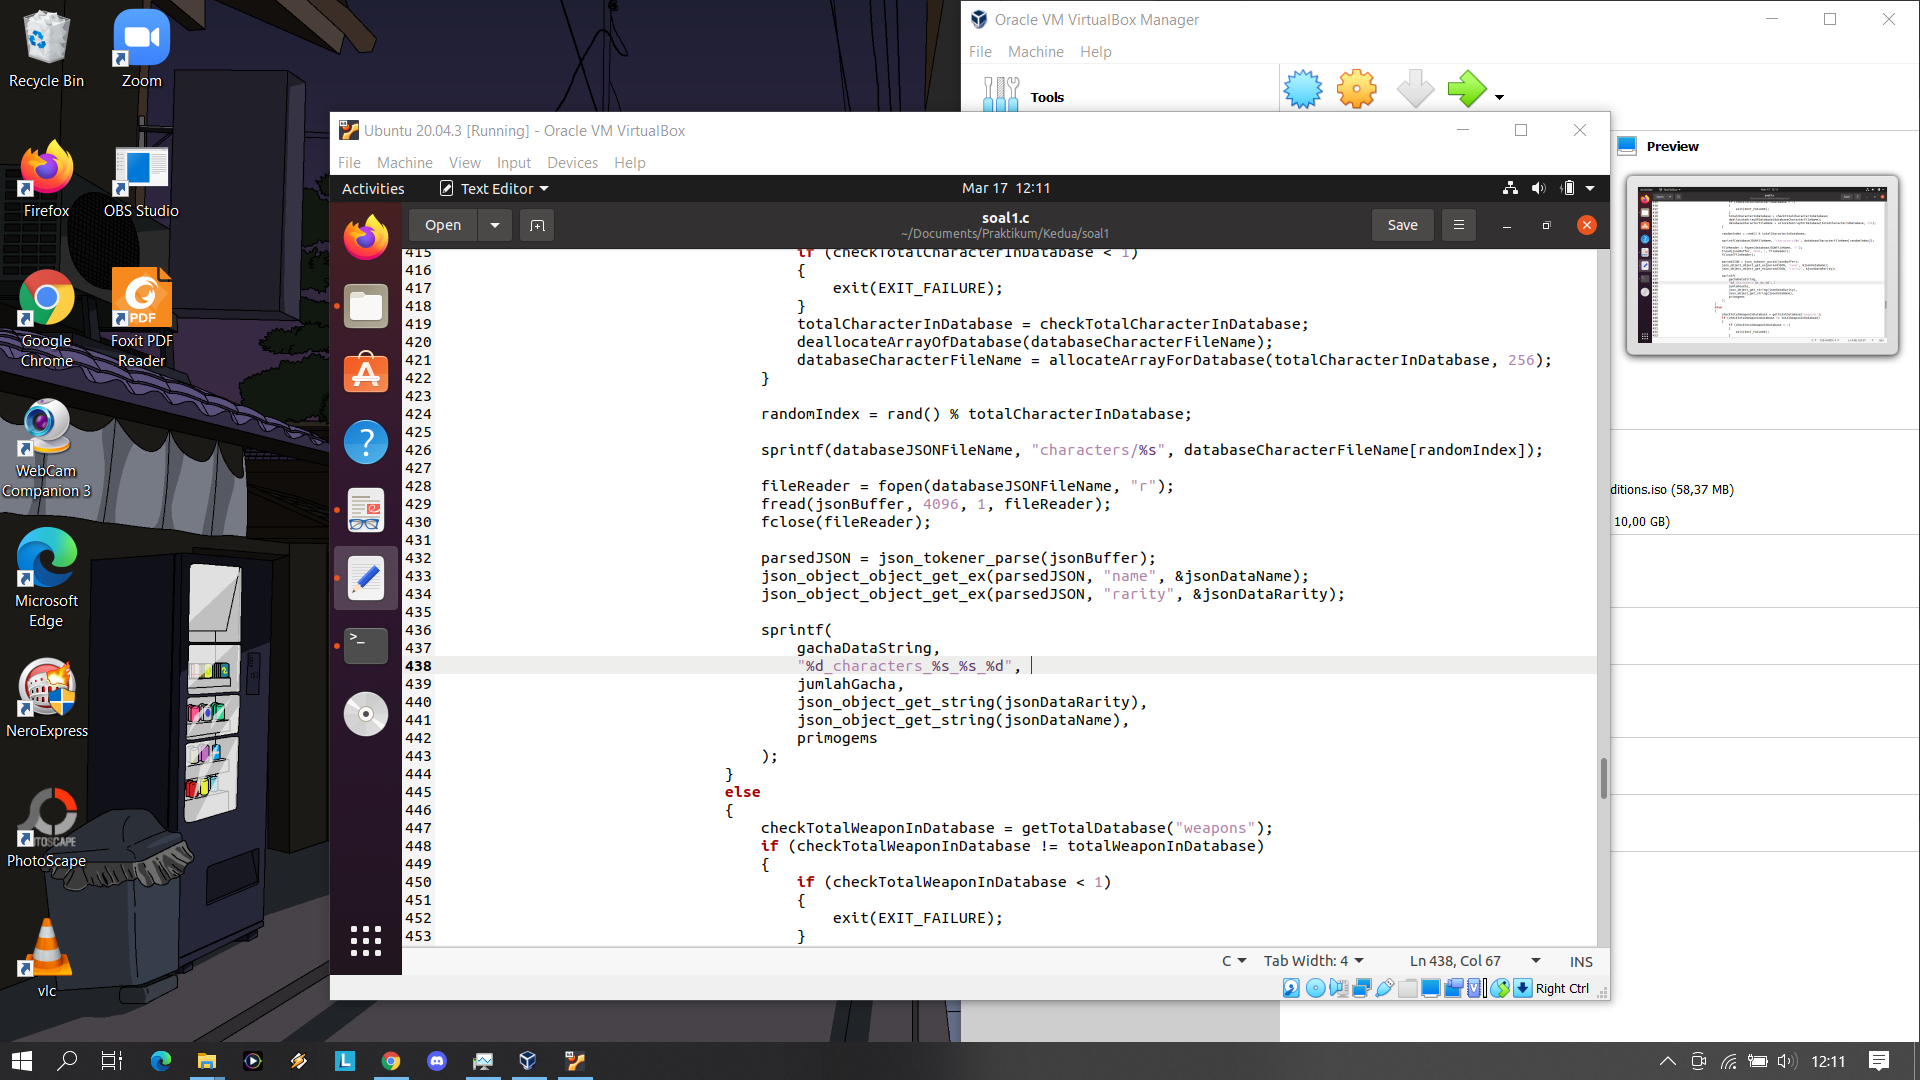 Recycle Bin
Zoom
Firefox
OBS Studio
Google Chrome
Foxit PDF Reader
WebCam Companion 3
Microsoft Edge
NeroExpress
PhotoScape
vlc
Oracle VM VirtualBox Manager
File Machine Help
Tools
Preview
ditions.iso (58,37 MB)
10,00 GB)
Ubuntu 20.04.3 [Running] - Oracle VM VirtualBox
File Machine View Input Devices Help
Activities Text Editor Mar 17 12:11
Open soal1.c Save
~/Documents/Praktikum/Kedua/soal1
415 if (checkTotalCharacterInDatabase < 1)
416 {
417 exit(EXIT_FAILURE);
418 }
419 totalCharacterInDatabase = checkTotalCharacterInDatabase;
420 deallocateArrayOfDatabase(databaseCharacterFileName);
421 databaseCharacterFileName = allocateArrayForDatabase(totalCharacterInDatabase, 256);
422 }
423
424 randomIndex = rand() % totalCharacterInDatabase;
425
426 sprintf(databaseJSONFileName, "characters/%s", databaseCharacterFileName[randomIndex]);
427
428 fileReader = fopen(databaseJSONFileName, "r");
429 fread(jsonBuffer, 4096, 1, fileReader);
430 fclose(fileReader);
431
432 parsedJSON = json_tokener_parse(jsonBuffer);
433 json_object_object_get_ex(parsedJSON, "name", &jsonDataName);
434 json_object_object_get_ex(parsedJSON, "rarity", &jsonDataRarity);
435
436 sprintf(
437 gachaDataString,
438 "%d_characters_%s_%s_%d",
439 jumlahGacha,
440 json_object_get_string(jsonDataRarity),
441 json_object_get_string(jsonDataName),
442 primogems
443 );
444 }
445 else
446 {
447 checkTotalWeaponInDatabase = getTotalDatabase("weapons");
448 if (checkTotalWeaponInDatabase != totalWeaponInDatabase)
449 {
450 if (checkTotalWeaponInDatabase < 1)
451 {
452 exit(EXIT_FAILURE);
453 }
C Tab Width: 4 Ln 438, Col 67 INS
Right Ctrl
12:11